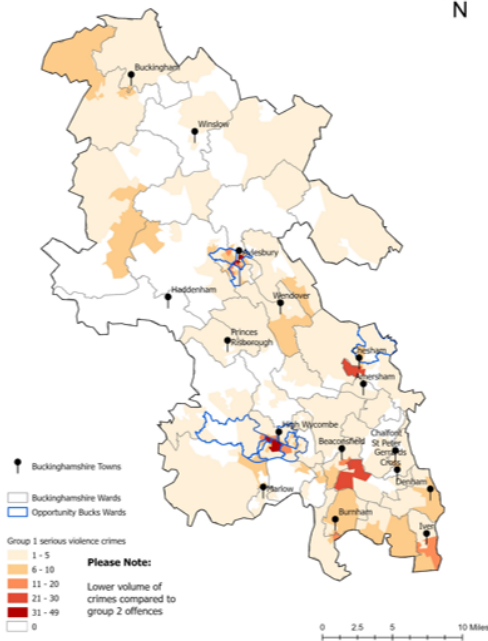 N
Buckingham
Winslow
Aylesbury
Haddenham
Wendover
Princes
Risborough
Chesham
Amersham
High Wycombe
Beaconsfield
Chalfont
St Peter
Gerrards
Cross
Denham
Marlow
Burnham
Iver
Buckinghamshire Towns
Buckinghamshire Wards
Opportunity Bucks Wards
Group 1 serious violence crimes
1 - 5
6 - 10
11 - 20
21 - 30
31 - 49
0
Please Note:
Lower volume of
crimes compared to
group 2 offences
0 2.5 5 10 Miles